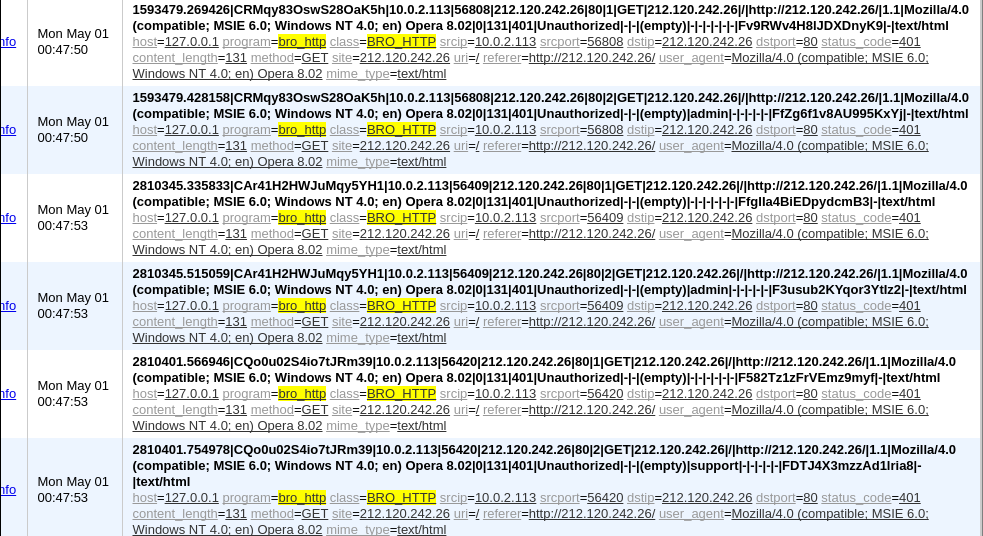 1593479.269426|CRMqy83OswS28OaK5h|10.0.2.113|56808|212.120.242.26|80|1|GET|212.120.242.26|/|http://212.120.242.26/|1.1|Mozilla/4.0
(compatible; MSIE 6.0; Windows NT 4.0; en) Opera 8.02|0|131|401|Unauthorized|-|-|(empty)|-|-|-|-|-|-|Fv9RWv4H8IJDXDnyK9|-|text/html
nfo
Mon May 01
00:47:50
host=127.0.0.1 program=bro_http class=BRO_HTTP srcip=10.0.2.113 srcport=56808 dstip=212.120.242.26 dstport=80 status_code=401
content_length=131 method=GET site=212.120.242.26 uri=/ referer=http://212.120.242.26/ user_agent=Mozilla/4.0 (compatible; MSIE 6.0;
Windows NT 4.0; en) Opera 8.02 mime_type=text/html
1593479.428158|CRMqy83OswS28OaK5h|10.0.2.113|56808|212.120.242.26|80|2|GET|212.120.242.26|/|http://212.120.242.26/|1.1|Mozilla/4.0
(compatible; MSIE 6.0; Windows NT 4.0; en) Opera 8.02|0|131|401|Unauthorized|-|-|(empty)|admin|-|-|-|-|-|FfZg6f1v8AU995KxYj|-|text/html
nfo
Mon May 01
00:47:50
host=127.0.0.1 program=bro_http class=BRO_HTTP srcip=10.0.2.113 srcport=56808 dstip=212.120.242.26 dstport=80 status_code=401
content_length=131 method=GET site=212.120.242.26 uri=/ referer=http://212.120.242.26/ user_agent=Mozilla/4.0 (compatible; MSIE 6.0;
Windows NT 4.0; en) Opera 8.02 mime_type=text/html
2810345.335833|CAr41H2HWJuMqy5YH1|10.0.2.113|56409|212.120.242.26|80|1|GET|212.120.242.26|/|http://212.120.242.26/|1.1|Mozilla/4.0
(compatible; MSIE 6.0; Windows NT 4.0; en) Opera 8.02|0|131|401|Unauthorized|-|-|(empty)|-|-|-|-|-|-|FfgIla4BiEDpydcmB3|-|text/html
nfo
Mon May 01
00:47:53
host=127.0.0.1 program=bro_http class=BRO_HTTP srcip=10.0.2.113 srcport=56409 dstip=212.120.242.26 dstport=80 status_code=401
content_length=131 method=GET site=212.120.242.26 uri=/ referer=http://212.120.242.26/ user_agent=Mozilla/4.0 (compatible; MSIE 6.0;
Windows NT 4.0; en) Opera 8.02 mime_type=text/html
2810345.515059|CAr41H2HWJuMqy5YH1|10.0.2.113|56409|212.120.242.26|80|2|GET|212.120.242.26|/|http://212.120.242.26/|1.1|Mozilla/4.0
(compatible; MSIE 6.0; Windows NT 4.0; en) Opera 8.02|0|131|401|Unauthorized|-|-|(empty)|admin|-|-|-|-|-|F3usub2KYqor3YtIz2|-|text/html
nfo
Mon May 01
00:47:53
host=127.0.0.1 program=bro_http class=BRO_HTTP srcip=10.0.2.113 srcport=56409 dstip=212.120.242.26 dstport=80 status_code=401
content_length=131 method=GET site=212.120.242.26 uri=/ referer=http://212.120.242.26/ user_agent=Mozilla/4.0 (compatible; MSIE 6.0;
Windows NT 4.0; en) Opera 8.02 mime_type=text/html
2810401.566946|CQo0u02S4io7tJRm39|10.0.2.113|56420|212.120.242.26|80|1|GET|212.120.242.26|/|http://212.120.242.26/|1.1|Mozilla/4.0
(compatible; MSIE 6.0; Windows NT 4.0; en) Opera 8.02|0|131|401|Unauthorized|-|-|(empty)|-|-|-|-|-|-|F582Tz1zFrVEmz9myf|-|text/html
nfo
Mon May 01
00:47:53
host=127.0.0.1 program=bro_http class=BRO_HTTP srcip=10.0.2.113 srcport=56420 dstip=212.120.242.26 dstport=80 status_code=401
content_length=131 method=GET site=212.120.242.26 uri=/ referer=http://212.120.242.26/ user_agent=Mozilla/4.0 (compatible; MSIE 6.0;
Windows NT 4.0; en) Opera 8.02 mime_type=text/html
2810401.754978|CQo0u02S4io7tJRm39|10.0.2.113|56420|212.120.242.26|80|2|GET|212.120.242.26|/|http://212.120.242.26/|1.1|Mozilla/4.0
(compatible; MSIE 6.0; Windows NT 4.0; en) Opera 8.02|0|131|401|Unauthorized|-|-|(empty)|support|-|-|-|-|-|FDTJ4X3mzzAd1Iria8|-
|text/html
nfo
Mon May 01
00:47:53
host=127.0.0.1 program=bro_http class=BRO_HTTP srcip=10.0.2.113 srcport=56420 dstip=212.120.242.26 dstport=80 status_code=401
content_length=131 method=GET site=212.120.242.26 uri=/ referer=http://212.120.242.26/ user_agent=Mozilla/4.0 (compatible; MSIE 6.0;
Windows NT 4.0; en) Opera 8.02 mime_type=text/html